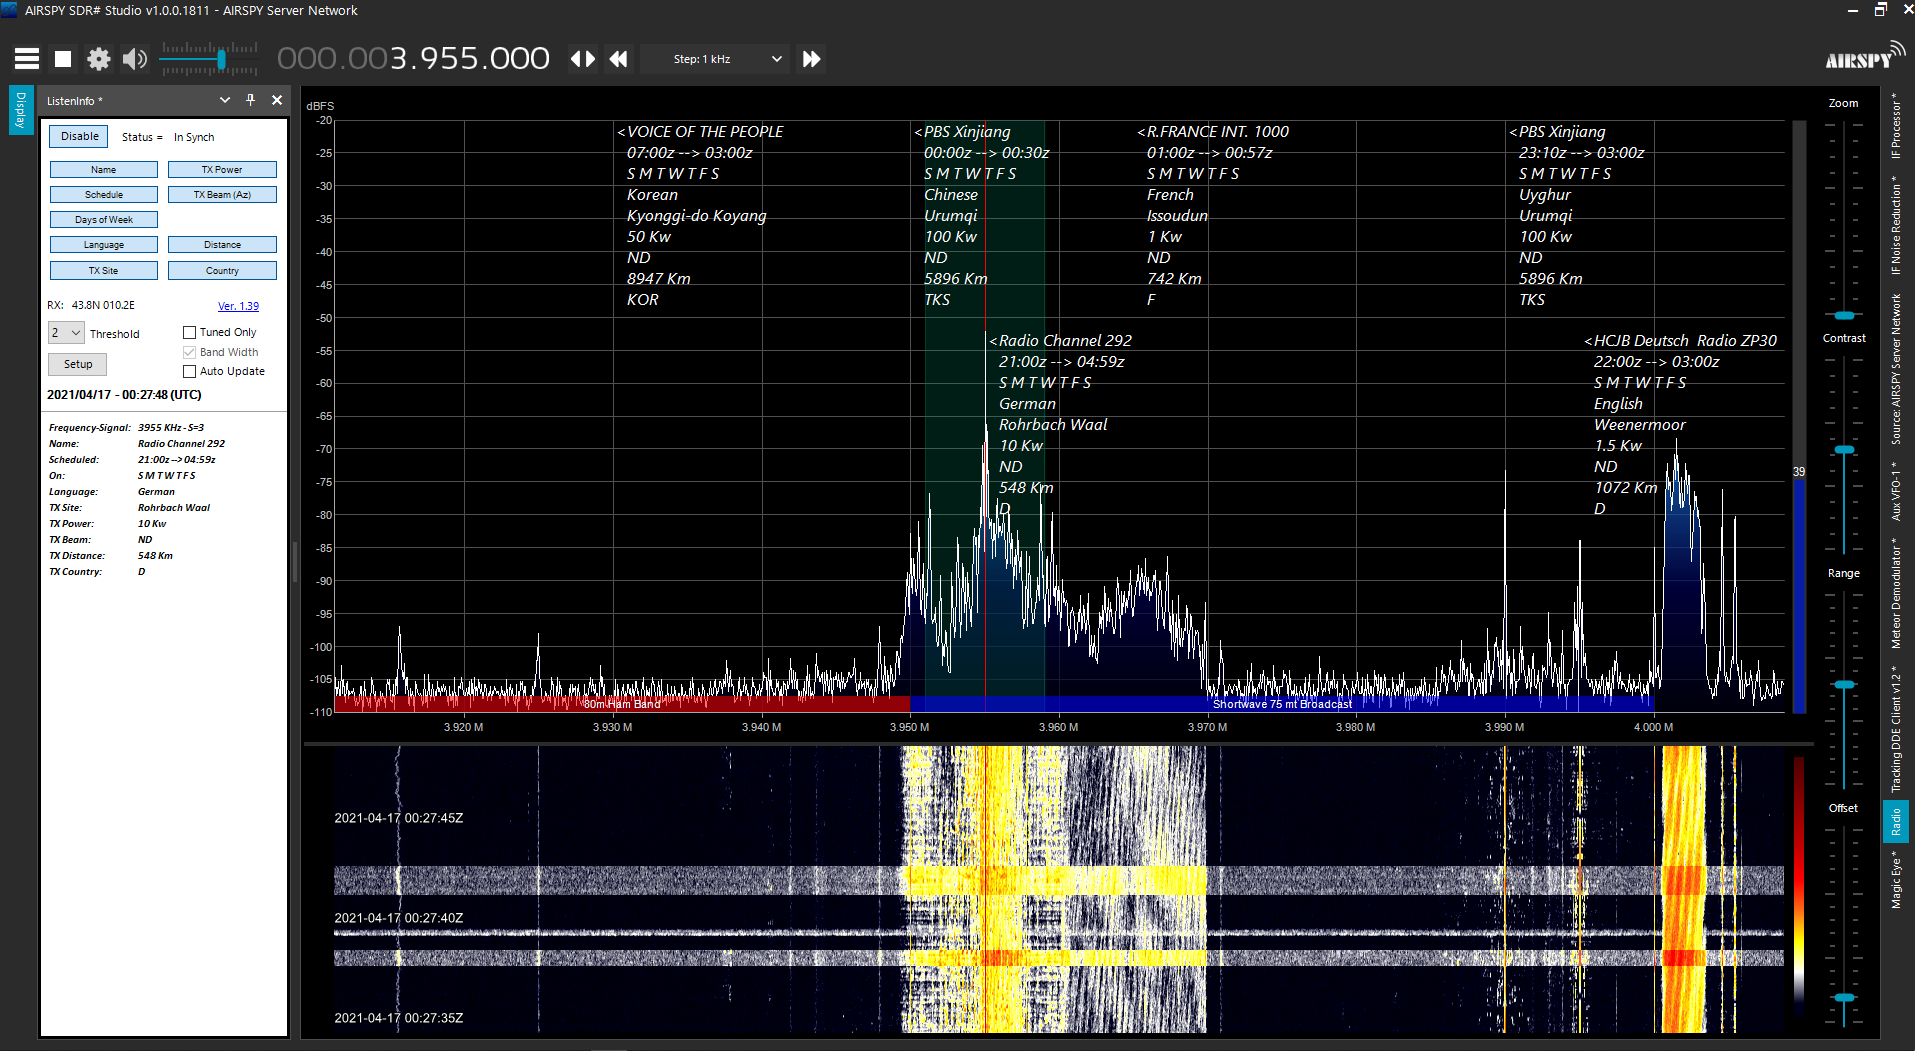 AIRSPY SDR# Studio v1.0.0.1811 - AIRSPY Server Network
000.003.955.000
Step: 1 kHz
AIRSPY
Display
ListenInfo *
Disable
Status =
In Synch
Name
TX Power
Schedule
TX Beam (Az)
Days of Week
Language
Distance
TX Site
Country
RX: 43.8N 010.2E
Ver. 1.39
2
Threshold
Tuned Only
Band Width
Setup
Auto Update
2021/04/17 - 00:27:48 (UTC)
Frequency-Signal: 3955 KHz - S=3
Name: Radio Channel 292
Scheduled: 21:00z --> 04:59z
On: S M T W T F S
Language: German
TX Site: Rohrbach Waal
TX Power: 10 Kw
TX Beam: ND
TX Distance: 548 Km
TX Country: D
dBFS
-20
-25
-30
-35
-40
-45
-50
-55
-60
-65
-70
-75
-80
-85
-90
-95
-100
-105
-110
<VOICE OF THE PEOPLE
07:00z --> 03:00z
S M T W T F S
Korean
Kyonggi-do Koyang
50 Kw
ND
8947 Km
KOR
<PBS Xinjiang
00:00z --> 00:30z
S M T W T F S
Chinese
Urumqi
100 Kw
ND
5896 Km
TKS
<R.FRANCE INT. 1000
01:00z --> 00:57z
S M T W T F S
French
Issoudun
1 Kw
ND
742 Km
F
<PBS Xinjiang
23:10z --> 03:00z
S M T W T F S
Uyghur
Urumqi
100 Kw
ND
5896 Km
TKS
<Radio Channel 292
21:00z --> 04:59z
S M T W T F S
German
Rohrbach Waal
10 Kw
ND
548 Km
D
<HCJB Deutsch Radio ZP30
22:00z --> 03:00z
S M T W T F S
English
Weenermoor
1.5 Kw
ND
1072 Km
D
39
80m Ham Band
Shortwave 75 mt Broadcast
3.920 M
3.930 M
3.940 M
3.950 M
3.960 M
3.970 M
3.980 M
3.990 M
4.000 M
2021-04-17 00:27:45Z
2021-04-17 00:27:40Z
2021-04-17 00:27:35Z
Zoom
Contrast
Range
Offset
IF Processor *
IF Noise Reduction *
Source: AIRSPY Server Network
Aux VFO-1 *
Meteor Demodulator *
Tracking DDE Client v1.2 *
Radio
Magic Eye *